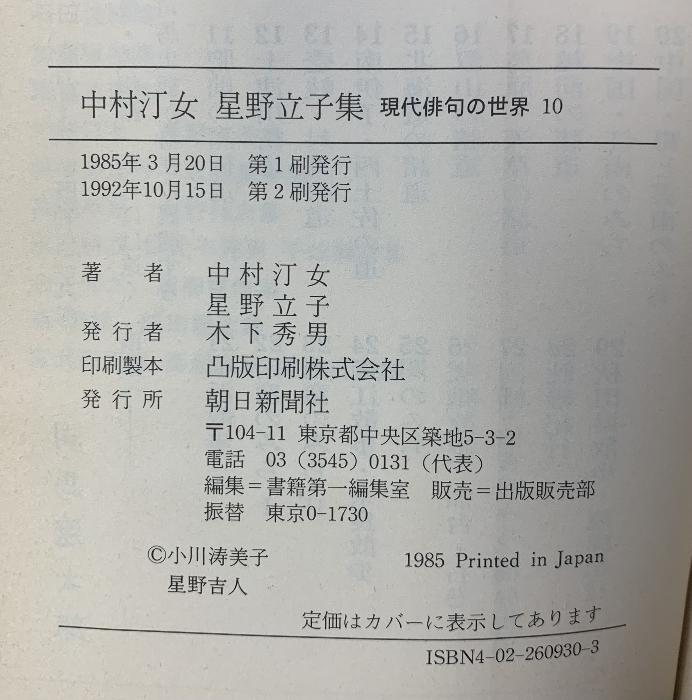 中村汀女 星野立子集 現代俳句の世界 10
1985年3月20日 第1刷発行
1992年10月15日 第2刷発行
著者 中村汀女
星野立子
発行者 木下秀男
印刷製本 凸版印刷株式会社
発行所 朝日新聞社
〒104-11 東京都中央区築地5-3-2
電話 03(3545)0131(代表)
編集=書籍第一編集室 販売=出版販売部
振替 東京0-1730
©小川濤美子 1985 Printed in Japan
星野吉人
定価はカバーに表示してあります
ISBN4-02-260930-3